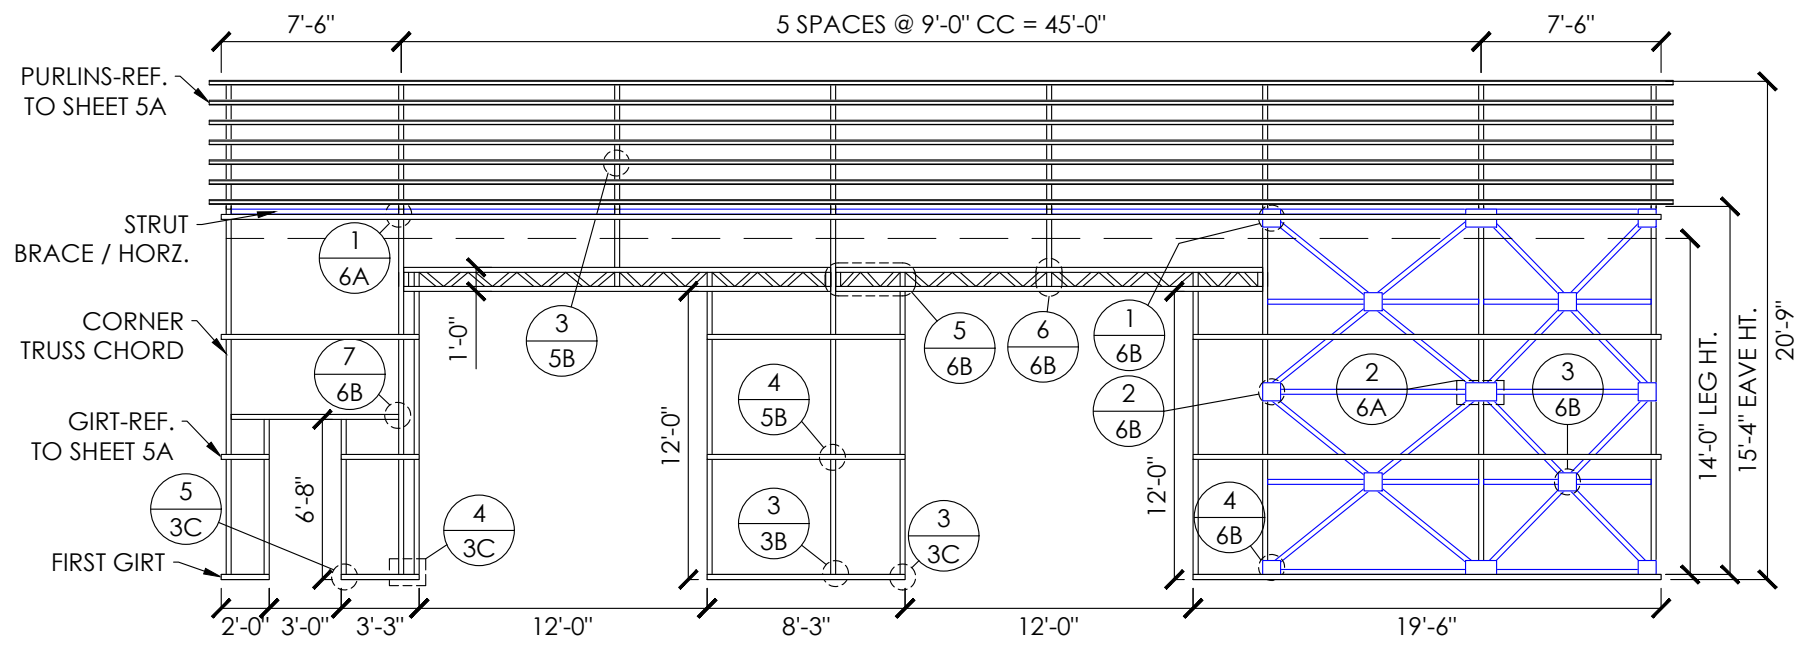 7'-6"
5 SPACES @ 9'-0" CC = 45'-0"
7'-6"
PURLINS-REF.
TO SHEET 5A
STRUT
BRACE / HORZ.
1
6A
CORNER
TRUSS CHORD
7
6B
GIRT-REF.
TO SHEET 5A
5
3C
FIRST GIRT
6'-8"
1'-0"
4
3C
3
5B
12'-0"
4
5B
3
3B
5
6B
3
3C
6
6B
1
6B
2
6B
12'-0"
4
6B
2
6A
3
6B
14'-0" LEG HT.
15'-4" EAVE HT.
20'-9"
2'-0"
3'-0"
3'-3"
12'-0"
8'-3"
12'-0"
19'-6"